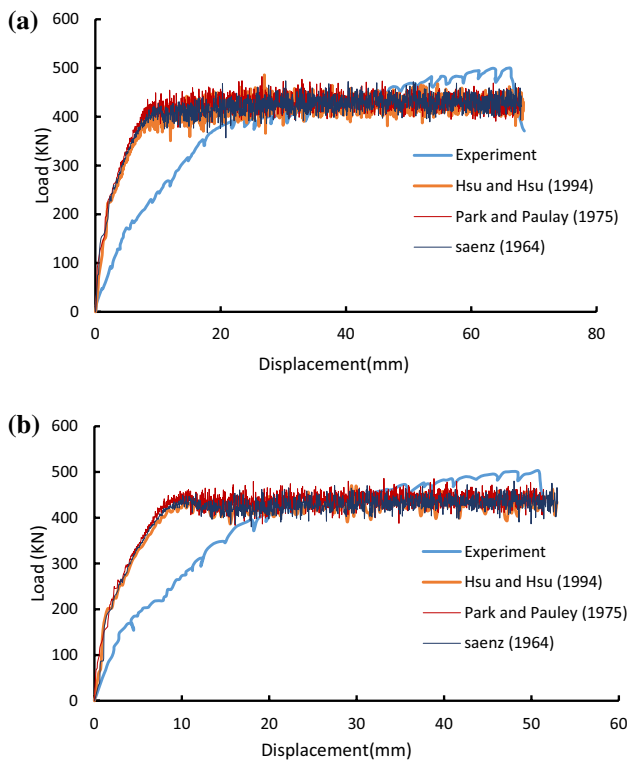 (a)
600
500
400
300
200
100
0
Load (KN)
Experiment
Hsu and Hsu (1994)
Park and Paulay (1975)
saenz (1964)
0 20 40 60 80
Displacement(mm)
(b)
600
500
400
300
200
100
0
Load (KN)
Experiment
Hsu and Hsu (1994)
Park and Pauley (1975)
saenz (1964)
0 10 20 30 40 50 60
Displacement(mm)